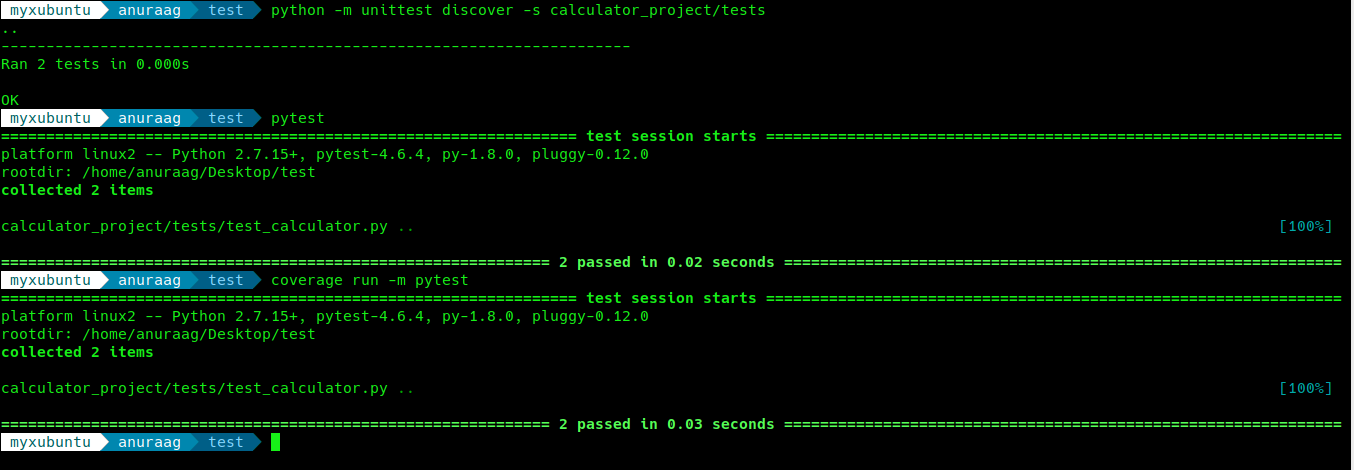 myxubuntu anuraag test python -m unittest discover -s calculator_project/tests
..
----------------------------------------------------------------------
Ran 2 tests in 0.000s
OK
myxubuntu anuraag test pytest
================================================================ test session starts ================================================================
platform linux2 -- Python 2.7.15+, pytest-4.6.4, py-1.8.0, pluggy-0.12.0
rootdir: /home/anuraag/Desktop/test
collected 2 items
calculator_project/tests/test_calculator.py .. [100%]
============================================================= 2 passed in 0.02 seconds ==============================================================
myxubuntu anuraag test coverage run -m pytest
================================================================ test session starts ================================================================
platform linux2 -- Python 2.7.15+, pytest-4.6.4, py-1.8.0, pluggy-0.12.0
rootdir: /home/anuraag/Desktop/test
collected 2 items
calculator_project/tests/test_calculator.py .. [100%]
============================================================= 2 passed in 0.03 seconds ==============================================================
myxubuntu anuraag test